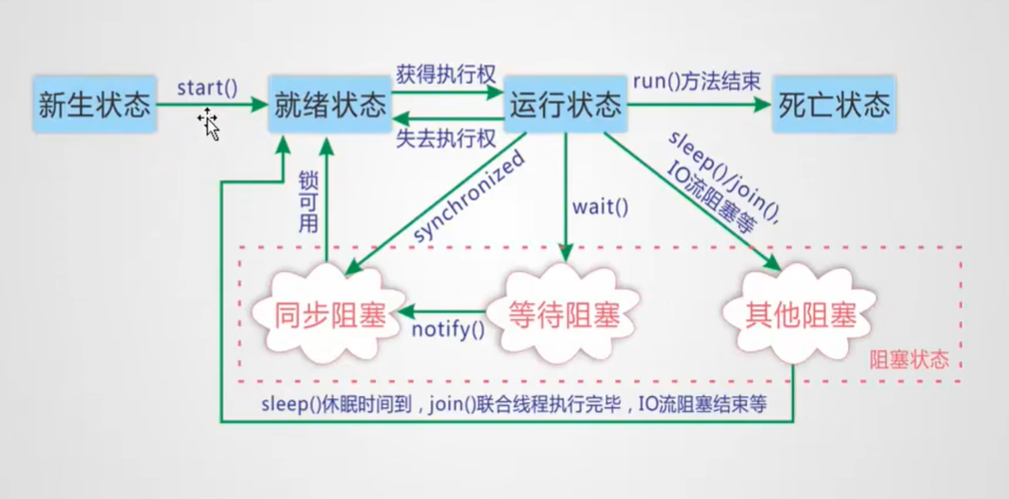 新生状态
start()
就绪状态
获得执行权
失去执行权
运行状态
run()方法结束
死亡状态
锁可用
synchronized
wait()
sleep()/join(),
IO流阻塞等
同步阻塞
notify()
等待阻塞
其他阻塞
阻塞状态
sleep()休眠时间到，join()联合线程执行完毕，IO流阻塞结束等